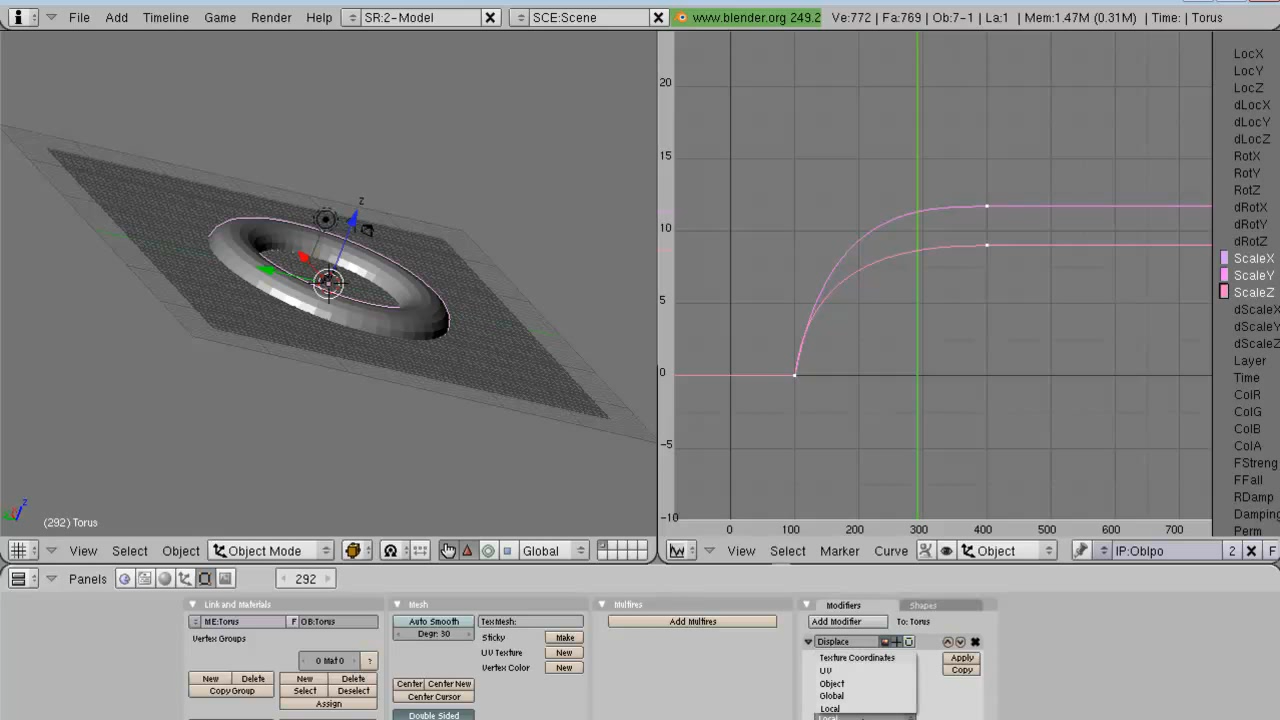 File Add Timeline Game Render Help SR:2-Model SCE:Scene www.blender.org 249.2 Ve:772 | Fa:769 | Ob:7-1 | La:1 | Mem:1.47M (0.31M) | Time: | Torus
z
z
(292) Torus
20
15
10
5
0
-5
-10
0 100 200 300 400 500 600 700
LocX
LocY
LocZ
dLocX
dLocY
dLocZ
RotX
RotY
RotZ
dRotX
dRotY
dRotZ
ScaleX
ScaleY
ScaleZ
dScaleX
dScaleY
dScaleZ
Layer
Time
ColR
ColG
ColB
ColA
FStreng
FFall
RDamp
Damping
Perm
View Select Object Object Mode Global
View Select Marker Curve Object IP:ObIpo 2 F
Panels 292
Link and Materials
ME:Torus F OB:Torus
Vertex Groups
0 Mat 0 ?
New Delete New Delete
Copy Group Select Deselect
Assign
Mesh
Auto Smooth TexMesh:
Degr: 30 Sticky Make
UV Texture New
Vertex Color New
Center Center New
Center Cursor
Double Sided
Multires
Add Multires
Modifiers Shapes
Add Modifier To: Torus
Displace
Texture Coordinates Apply
UV Copy
Object
Global
Local
Local